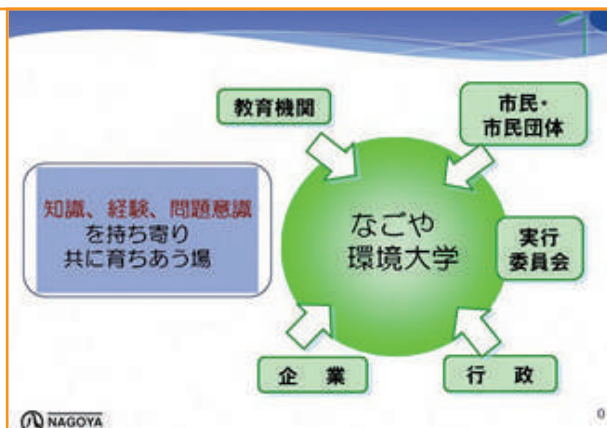 教育機関
市民・
市民団体
知識、経験、問題意識
を持ち寄り
共に育ちあう場
なごや
環境大学
実行
委員会
企 業
行 政
NAGOYA
0